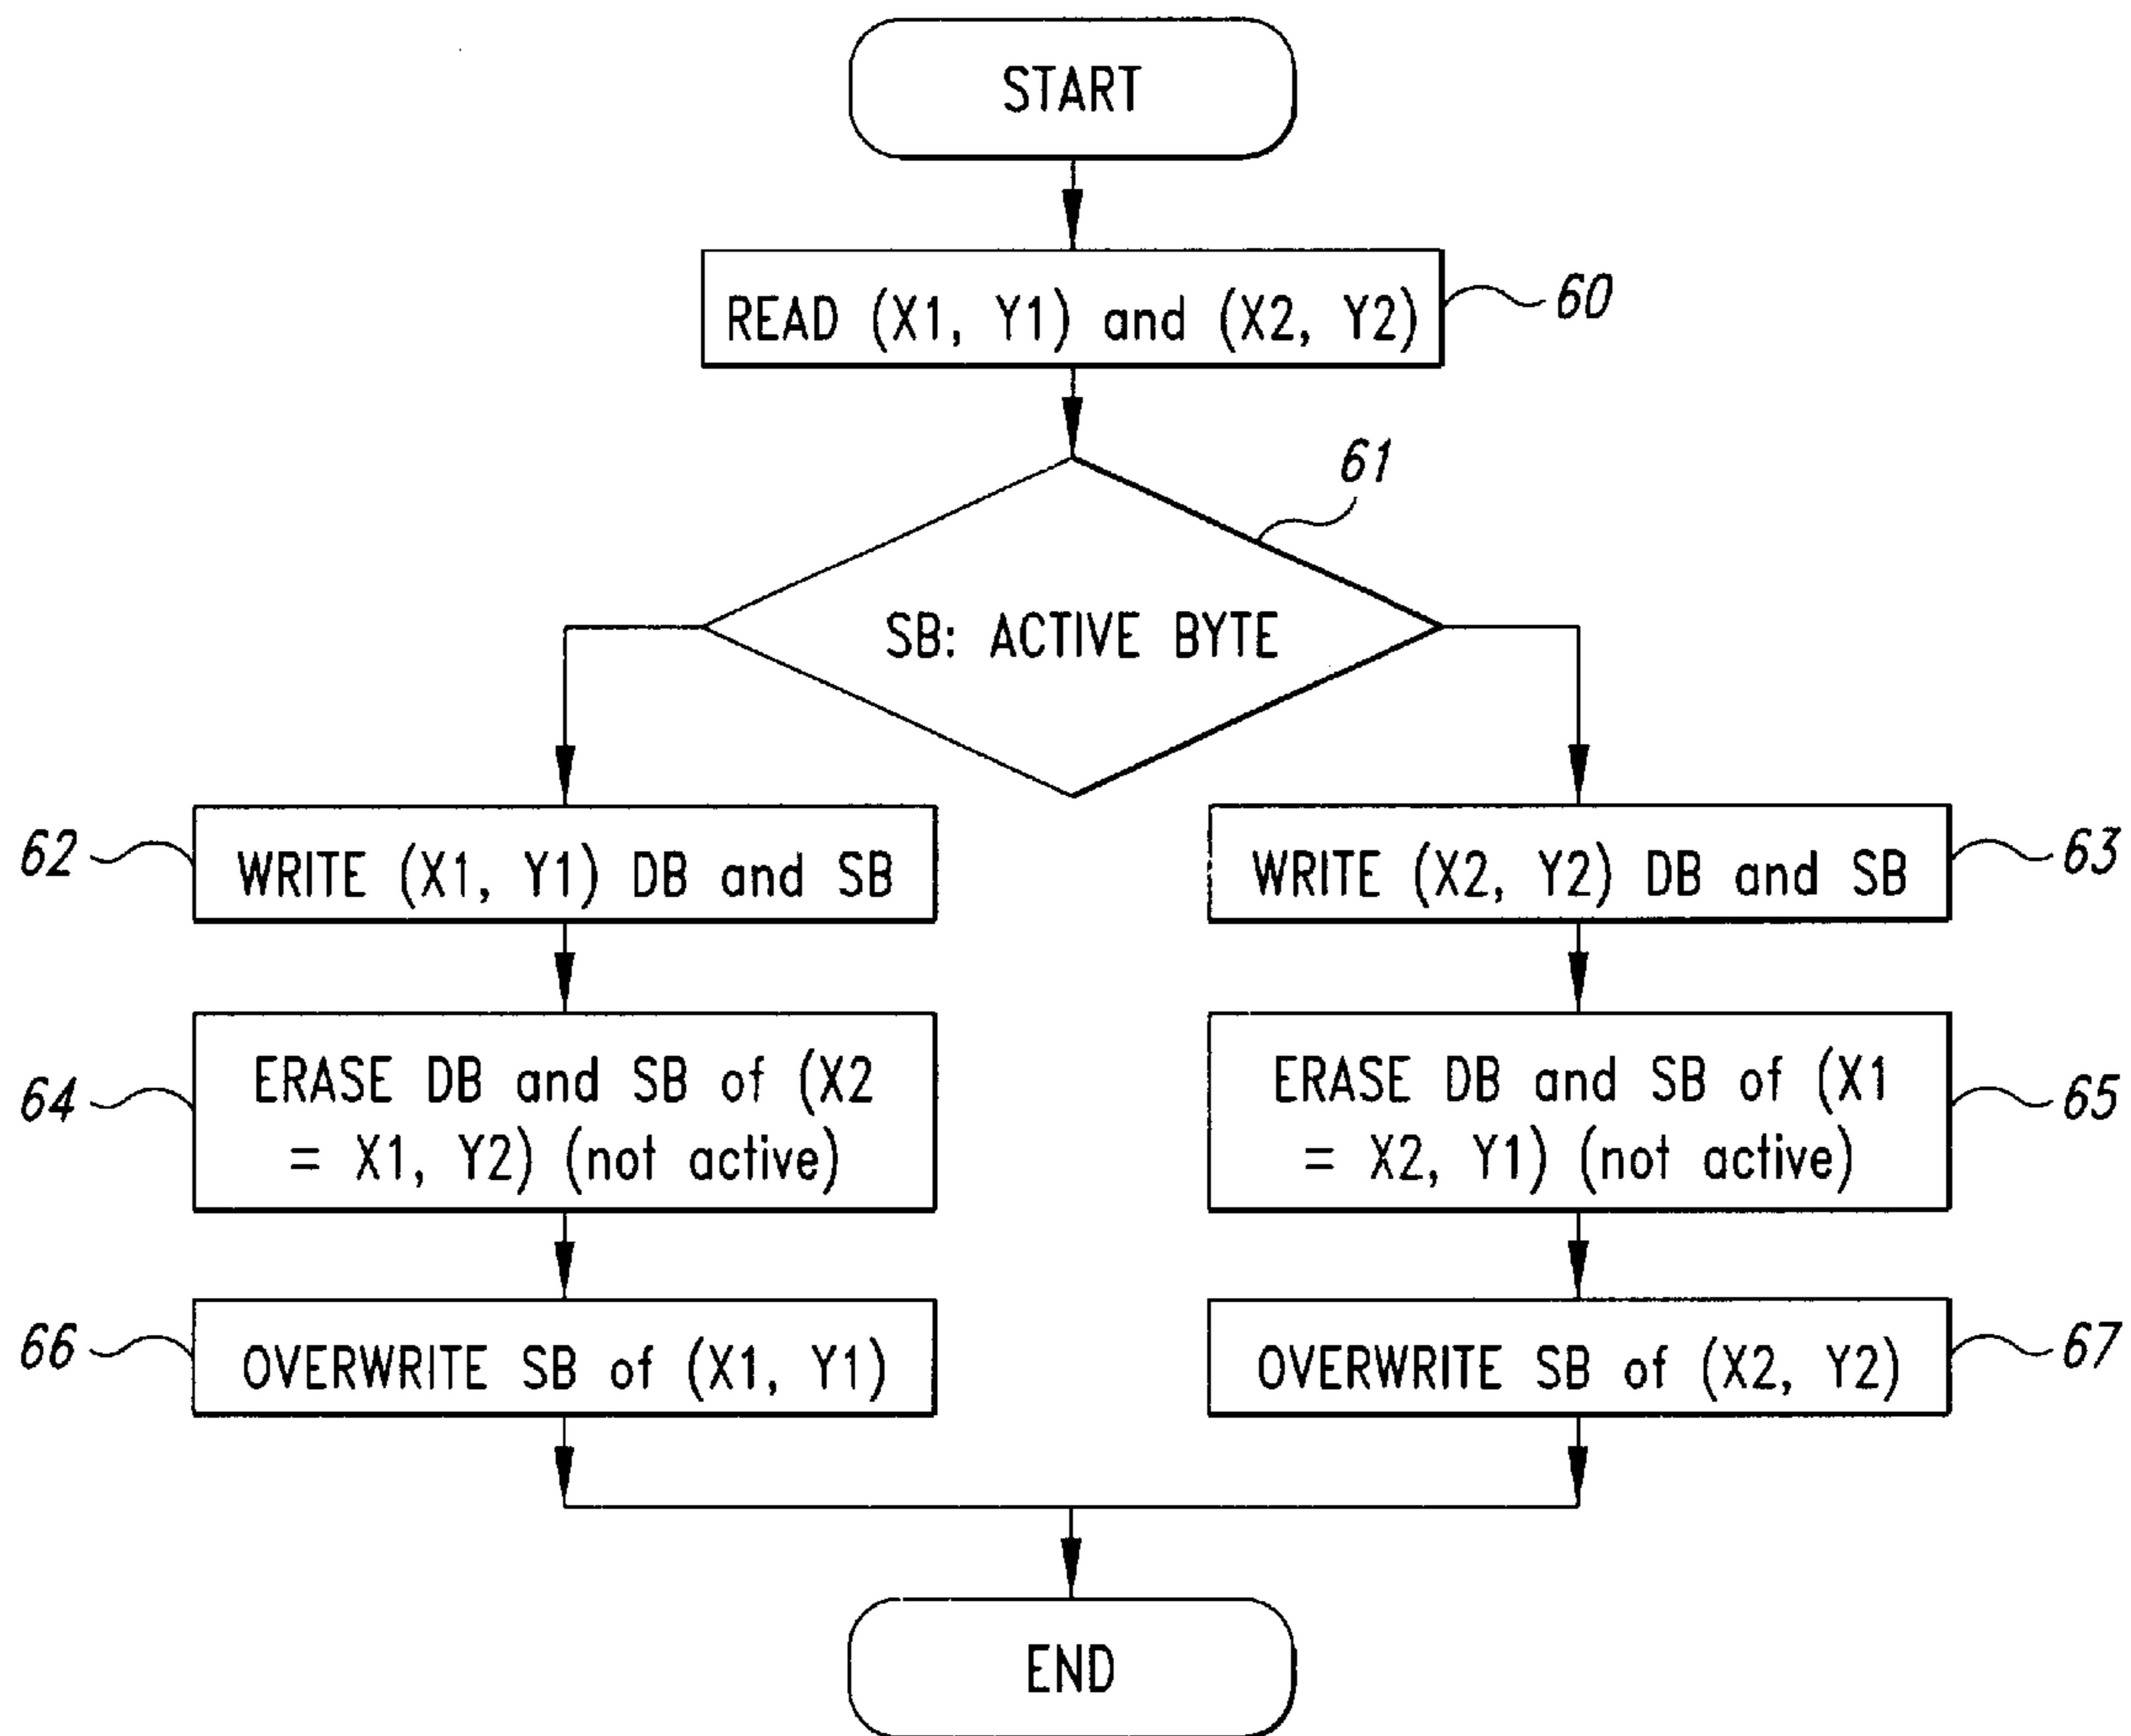 START
READ (X1, Y1) and (X2, Y2)
60
61
SB: ACTIVE BYTE
62
WRITE (X1, Y1) DB and SB
WRITE (X2, Y2) DB and SB
63
64
ERASE DB and SB of (X2
= X1, Y2) (not active)
ERASE DB and SB of (X1
= X2, Y1) (not active)
65
66
OVERWRITE SB of (X1, Y1)
OVERWRITE SB of (X2, Y2)
67
END